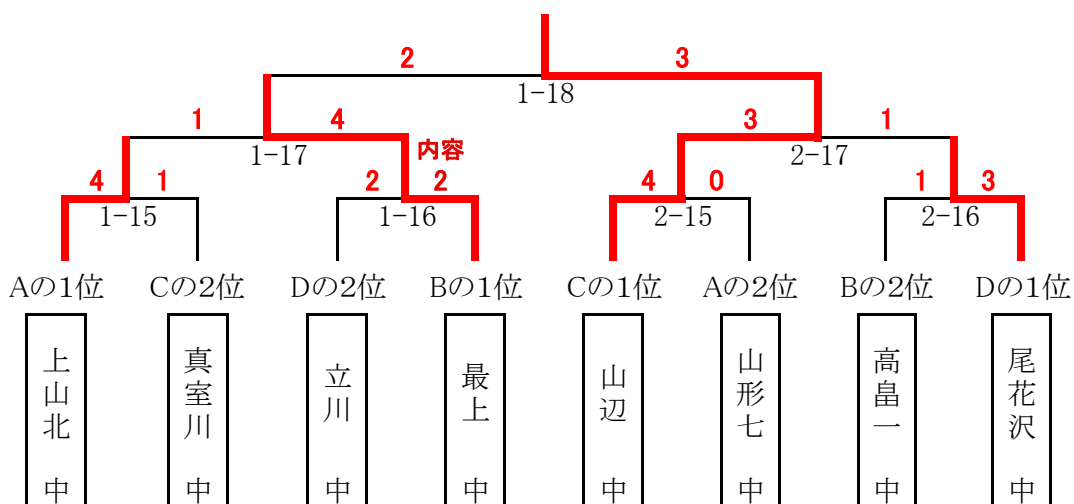 2 3
1-18
1 4 3 1
1-17 2-17
内容
4 1 2 2 4 0 1 3
1-15 1-16 2-15 2-16
Aの1位 Cの2位 Dの2位 Bの1位 Cの1位 Aの2位 Bの2位 Dの1位
上山北 中
真室川 中
立川 中
最上 中
山辺 中
山形七 中
高畠一 中
尾花沢 中